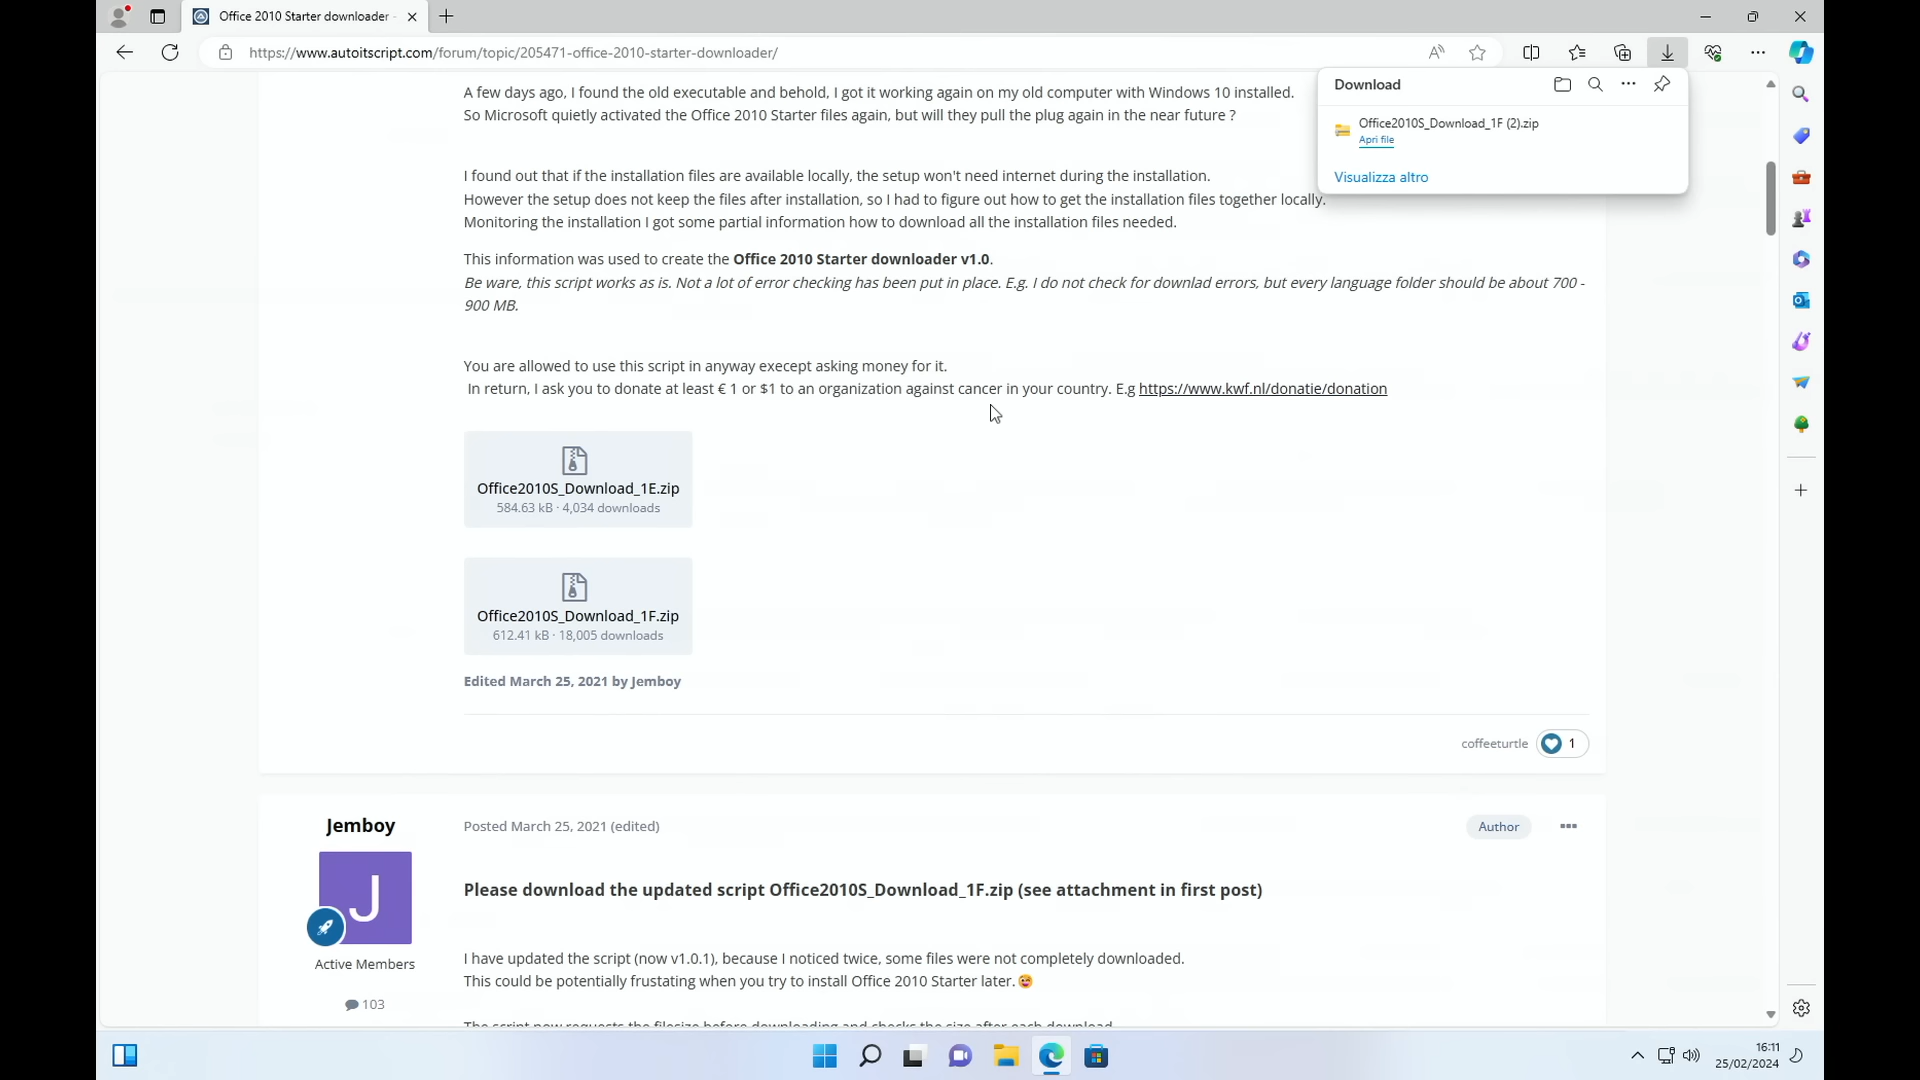 Office 2010 Starter downloader -
https://www.autoitscript.com/forum/topic/205471-office-2010-starter-downloader/
Download
Office2010S_Download_1F (2).zip
Apri file
Visualizza altro
A few days ago, I found the old executable and behold, I got it working again on my old computer with Windows 10 installed.
So Microsoft quietly activated the Office 2010 Starter files again, but will they pull the plug again in the near future ?
I found out that if the installation files are available locally, the setup won't need internet during the installation.
However the setup does not keep the files after installation, so I had to figure out how to get the installation files together locally.
Monitoring the installation I got some partial information how to download all the installation files needed.
This information was used to create the Office 2010 Starter downloader v1.0.
Be ware, this script works as is. Not a lot of error checking has been put in place. E.g. I do not check for downlad errors, but every language folder should be about 700 -
900 MB.
You are allowed to use this script in anyway execept asking money for it.
In return, I ask you to donate at least € 1 or $1 to an organization against cancer in your country. E.g https://www.kwf.nl/donatie/donation
Office2010S_Download_1E.zip
584.63 kB · 4,034 downloads
Office2010S_Download_1F.zip
612.41 kB · 18,005 downloads
Edited March 25, 2021 by Jemboy
coffeeturtle 1
Jemboy
Posted March 25, 2021 (edited)
Author
J
Active Members
103
Please download the updated script Office2010S_Download_1F.zip (see attachment in first post)
I have updated the script (now v1.0.1), because I noticed twice, some files were not completely downloaded.
This could be potentially frustating when you try to install Office 2010 Starter later.😅
The script now requests the filesize before downloading and checks the size after each download
16:11
25/02/2024